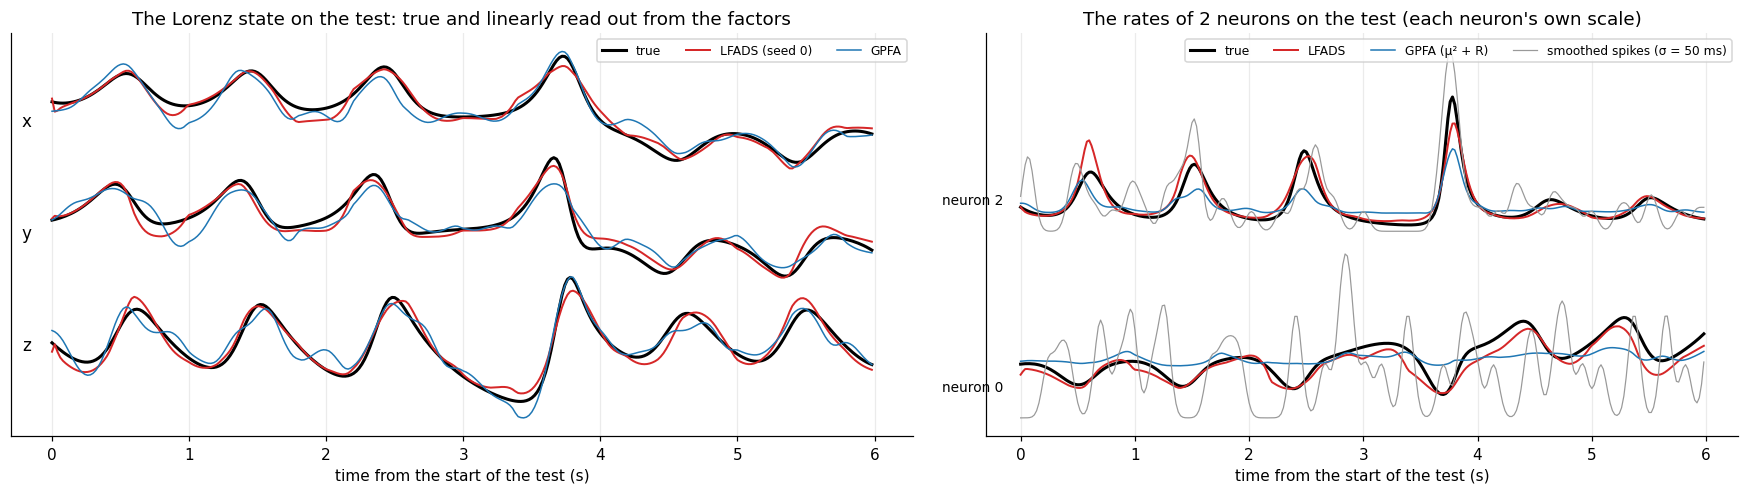 The Lorenz state on the test: true and linearly read out from the factors
true LFADS (seed 0) GPFA
x
y
z
0 1 2 3 4 5 6
time from the start of the test (s)
The rates of 2 neurons on the test (each neuron's own scale)
true LFADS GPFA (μ² + R) smoothed spikes (σ = 50 ms)
neuron 2
neuron 0
0 1 2 3 4 5 6
time from the start of the test (s)